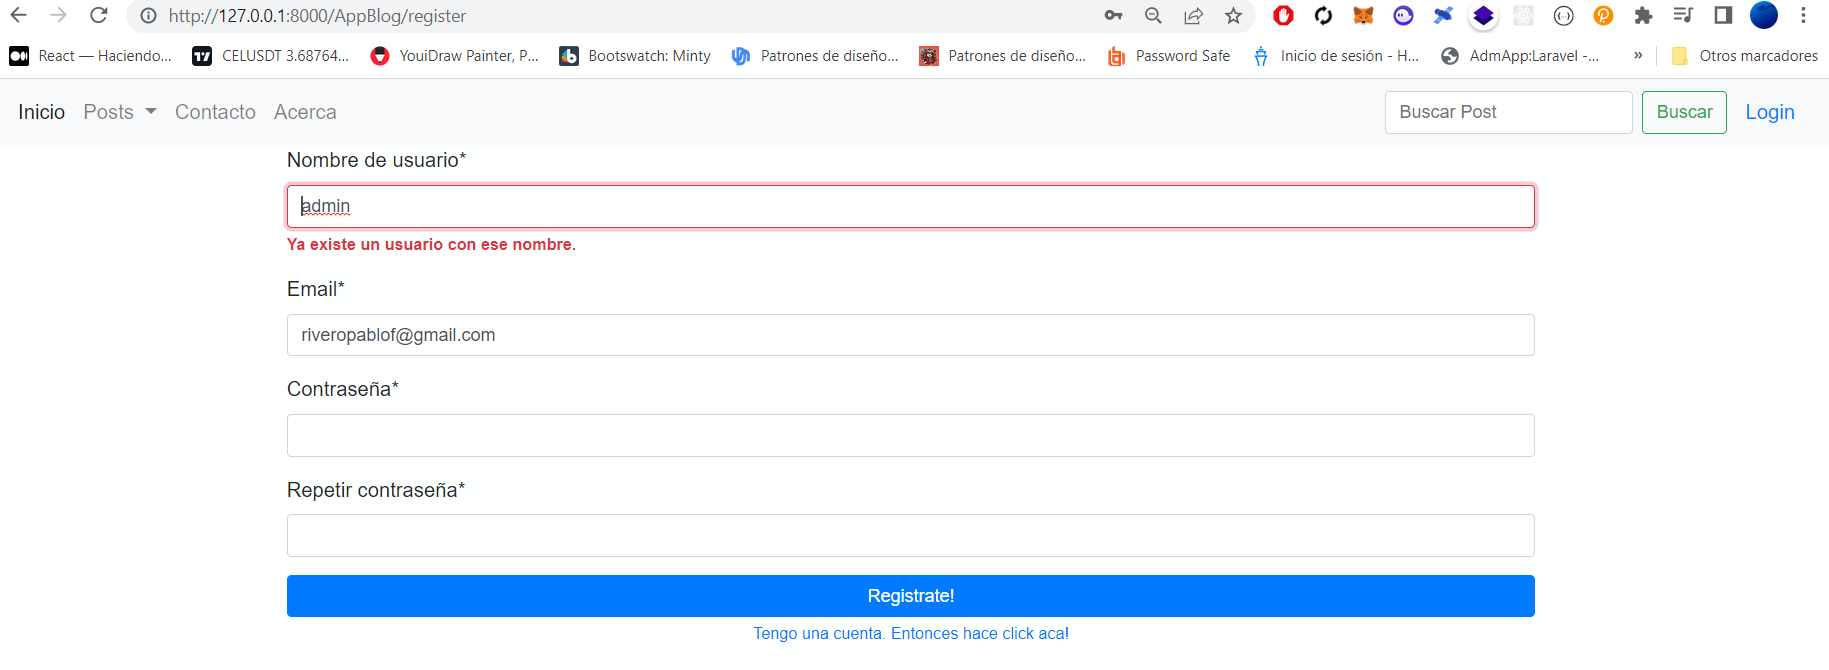 http://127.0.0.1:8000/AppBlog/register
React — Haciendo... CELUSDT 3.68764... YouiDraw Painter, P... Bootswatch: Minty Patrones de diseño... Patrones de diseño... Password Safe Inicio de sesión - H... AdmApp:Laravel -... » Otros marcadores
Inicio Posts Contacto Acerca Buscar Post Buscar Login
Nombre de usuario*
admin
Ya existe un usuario con ese nombre.
Email*
riveropablof@gmail.com
Contraseña*
Repetir contraseña*
Registrate!
Tengo una cuenta. Entonces hace click aca!